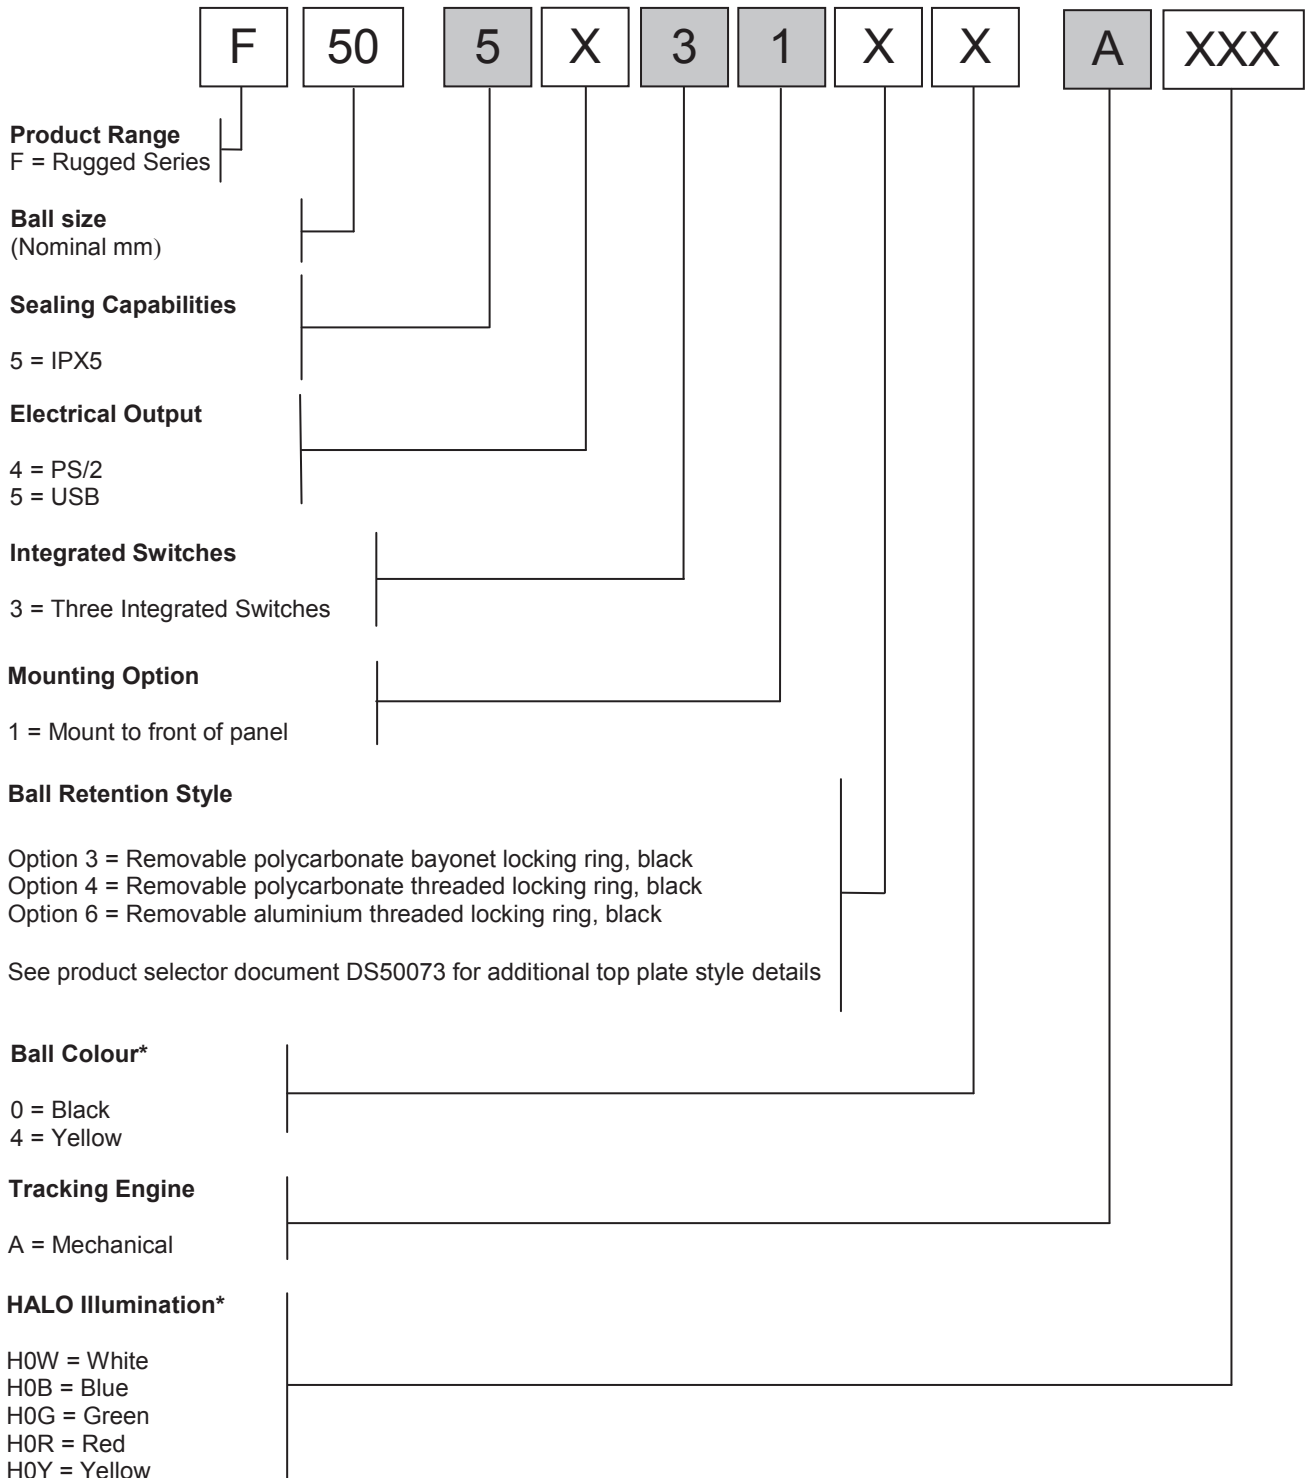 F 50 5 X 3 1 X X A XXX
Product Range
F = Rugged Series
Ball size
(Nominal mm)
Sealing Capabilities
5 = IPX5
Electrical Output
4 = PS/2
5 = USB
Integrated Switches
3 = Three Integrated Switches
Mounting Option
1 = Mount to front of panel
Ball Retention Style
Option 3 = Removable polycarbonate bayonet locking ring, black
Option 4 = Removable polycarbonate threaded locking ring, black
Option 6 = Removable aluminium threaded locking ring, black
See product selector document DS50073 for additional top plate style details
Ball Colour*
0 = Black
4 = Yellow
Tracking Engine
A = Mechanical
HALO Illumination*
H0W = White
H0B = Blue
H0G = Green
H0R = Red
H0Y = Yellow